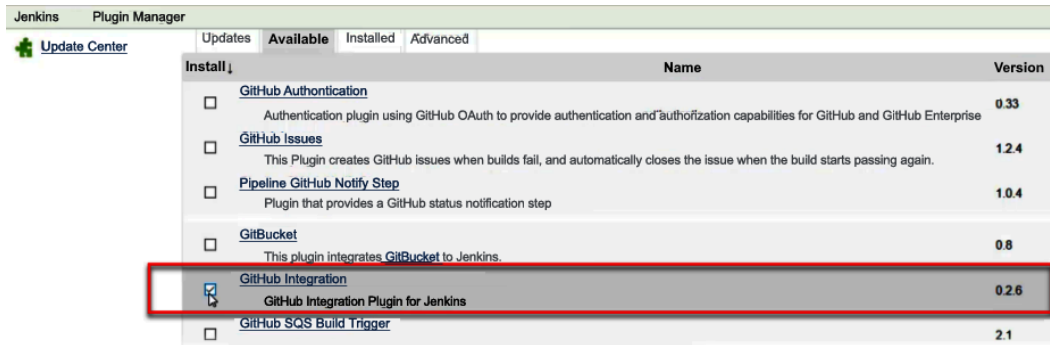 Jenkins Plugin Manager
Update Center
Updates Available Installed Advanced
Install↓ Name Version
GitHub Authontication
Authentication plugin using GitHub OAuth to provide authentication and authorization capabilities for GitHub and GitHub Enterprise
0.33
GitHub Issues
This Plugin creates GitHub issues when builds fail, and automatically closes the issue when the build starts passing again.
1.2.4
Pipeline GitHub Notify Step
Plugin that provides a GitHub status notification step
1.0.4
GitBucket
This plugin integrates GitBucket to Jenkins.
0.8
GitHub Integration
GitHub Integration Plugin for Jenkins
0.2.6
GitHub SQS Build Trigger
2.1